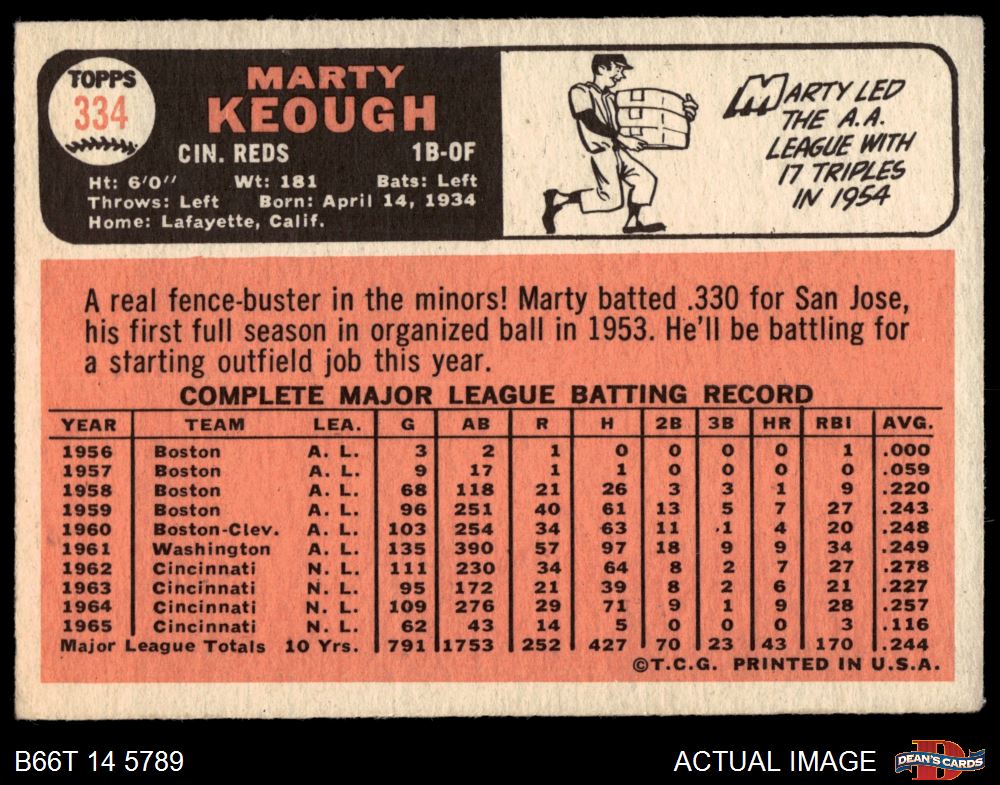 TOPPS
334
MARTY
KEOUGH
CIN. REDS 1B-OF
Ht: 6'0" Wt: 181 Bats: Left
Throws: Left Born: April 14, 1934
Home: Lafayette, Calif.
MARTY LED
THE A.A.
LEAGUE WITH
17 TRIPLES
IN 1954
A real fence-buster in the minors! Marty batted .330 for San Jose,
his first full season in organized ball in 1953. He'll be battling for
a starting outfield job this year.
COMPLETE MAJOR LEAGUE BATTING RECORD
YEAR TEAM LEA. G AB R H 2B 3B HR RBI AVG.
1956 Boston A. L. 3 2 1 0 0 0 0 1 .000
1957 Boston A. L. 9 17 1 1 0 0 0 0 .059
1958 Boston A. L. 68 118 21 26 3 3 1 9 .220
1959 Boston A. L. 96 251 40 61 13 5 7 27 .243
1960 Boston-Clev. A. L. 103 254 34 63 11 1 4 20 .248
1961 Washington A. L. 135 390 57 97 18 9 9 34 .249
1962 Cincinnati N. L. 111 230 34 64 8 2 7 27 .278
1963 Cincinnati N. L. 95 172 21 39 8 2 6 21 .227
1964 Cincinnati N. L. 109 276 29 71 9 1 9 28 .257
1965 Cincinnati N. L. 62 43 14 5 0 0 0 3 .116
Major League Totals 10 Yrs. 791 1753 252 427 70 23 43 170 .244
©T.C.G. PRINTED IN U.S.A.
B66T 14 5789 ACTUAL IMAGE DEAN'S CARDS